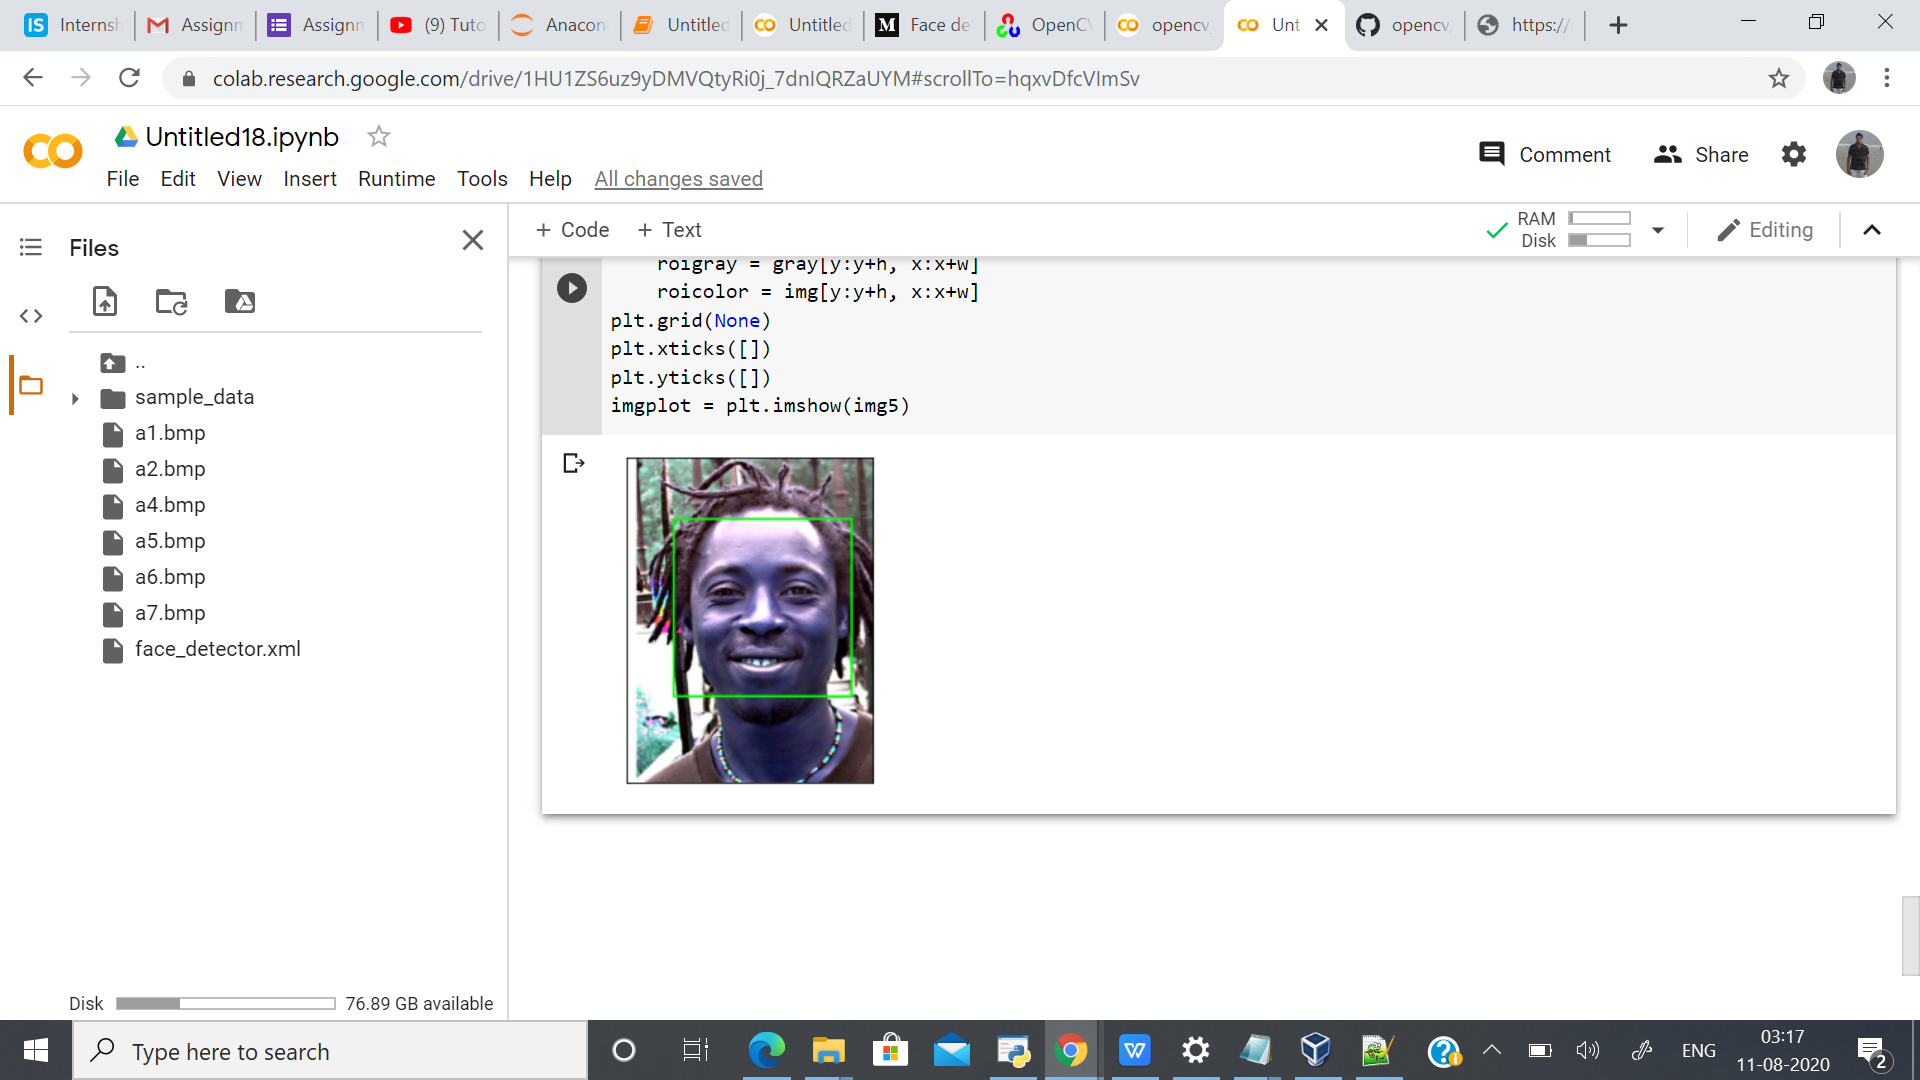 IS Internsh
Assignn
Assignn
(9) Tuto
Anacon
Untitled
Untitled
M Face de
OpenCV
opencv
Unt
opencv
https://
colab.research.google.com/drive/1HU1ZS6uz9yDMVQtyRi0j_7dnIQRZaUYM#scrollTo=hqxvDfcVImSv
Untitled18.ipynb
Comment Share
File Edit View Insert Runtime Tools Help All changes saved
Files
+ Code + Text
RAM
Disk
Editing
..
sample_data
a1.bmp
a2.bmp
a4.bmp
a5.bmp
a6.bmp
a7.bmp
face_detector.xml
Disk 76.89 GB available
roigray = gray[y:y+h, x:x+w]
roicolor = img[y:y+h, x:x+w]
plt.grid(None)
plt.xticks([])
plt.yticks([])
imgplot = plt.imshow(img5)
Type here to search
W
ENG
03:17
11-08-2020
2